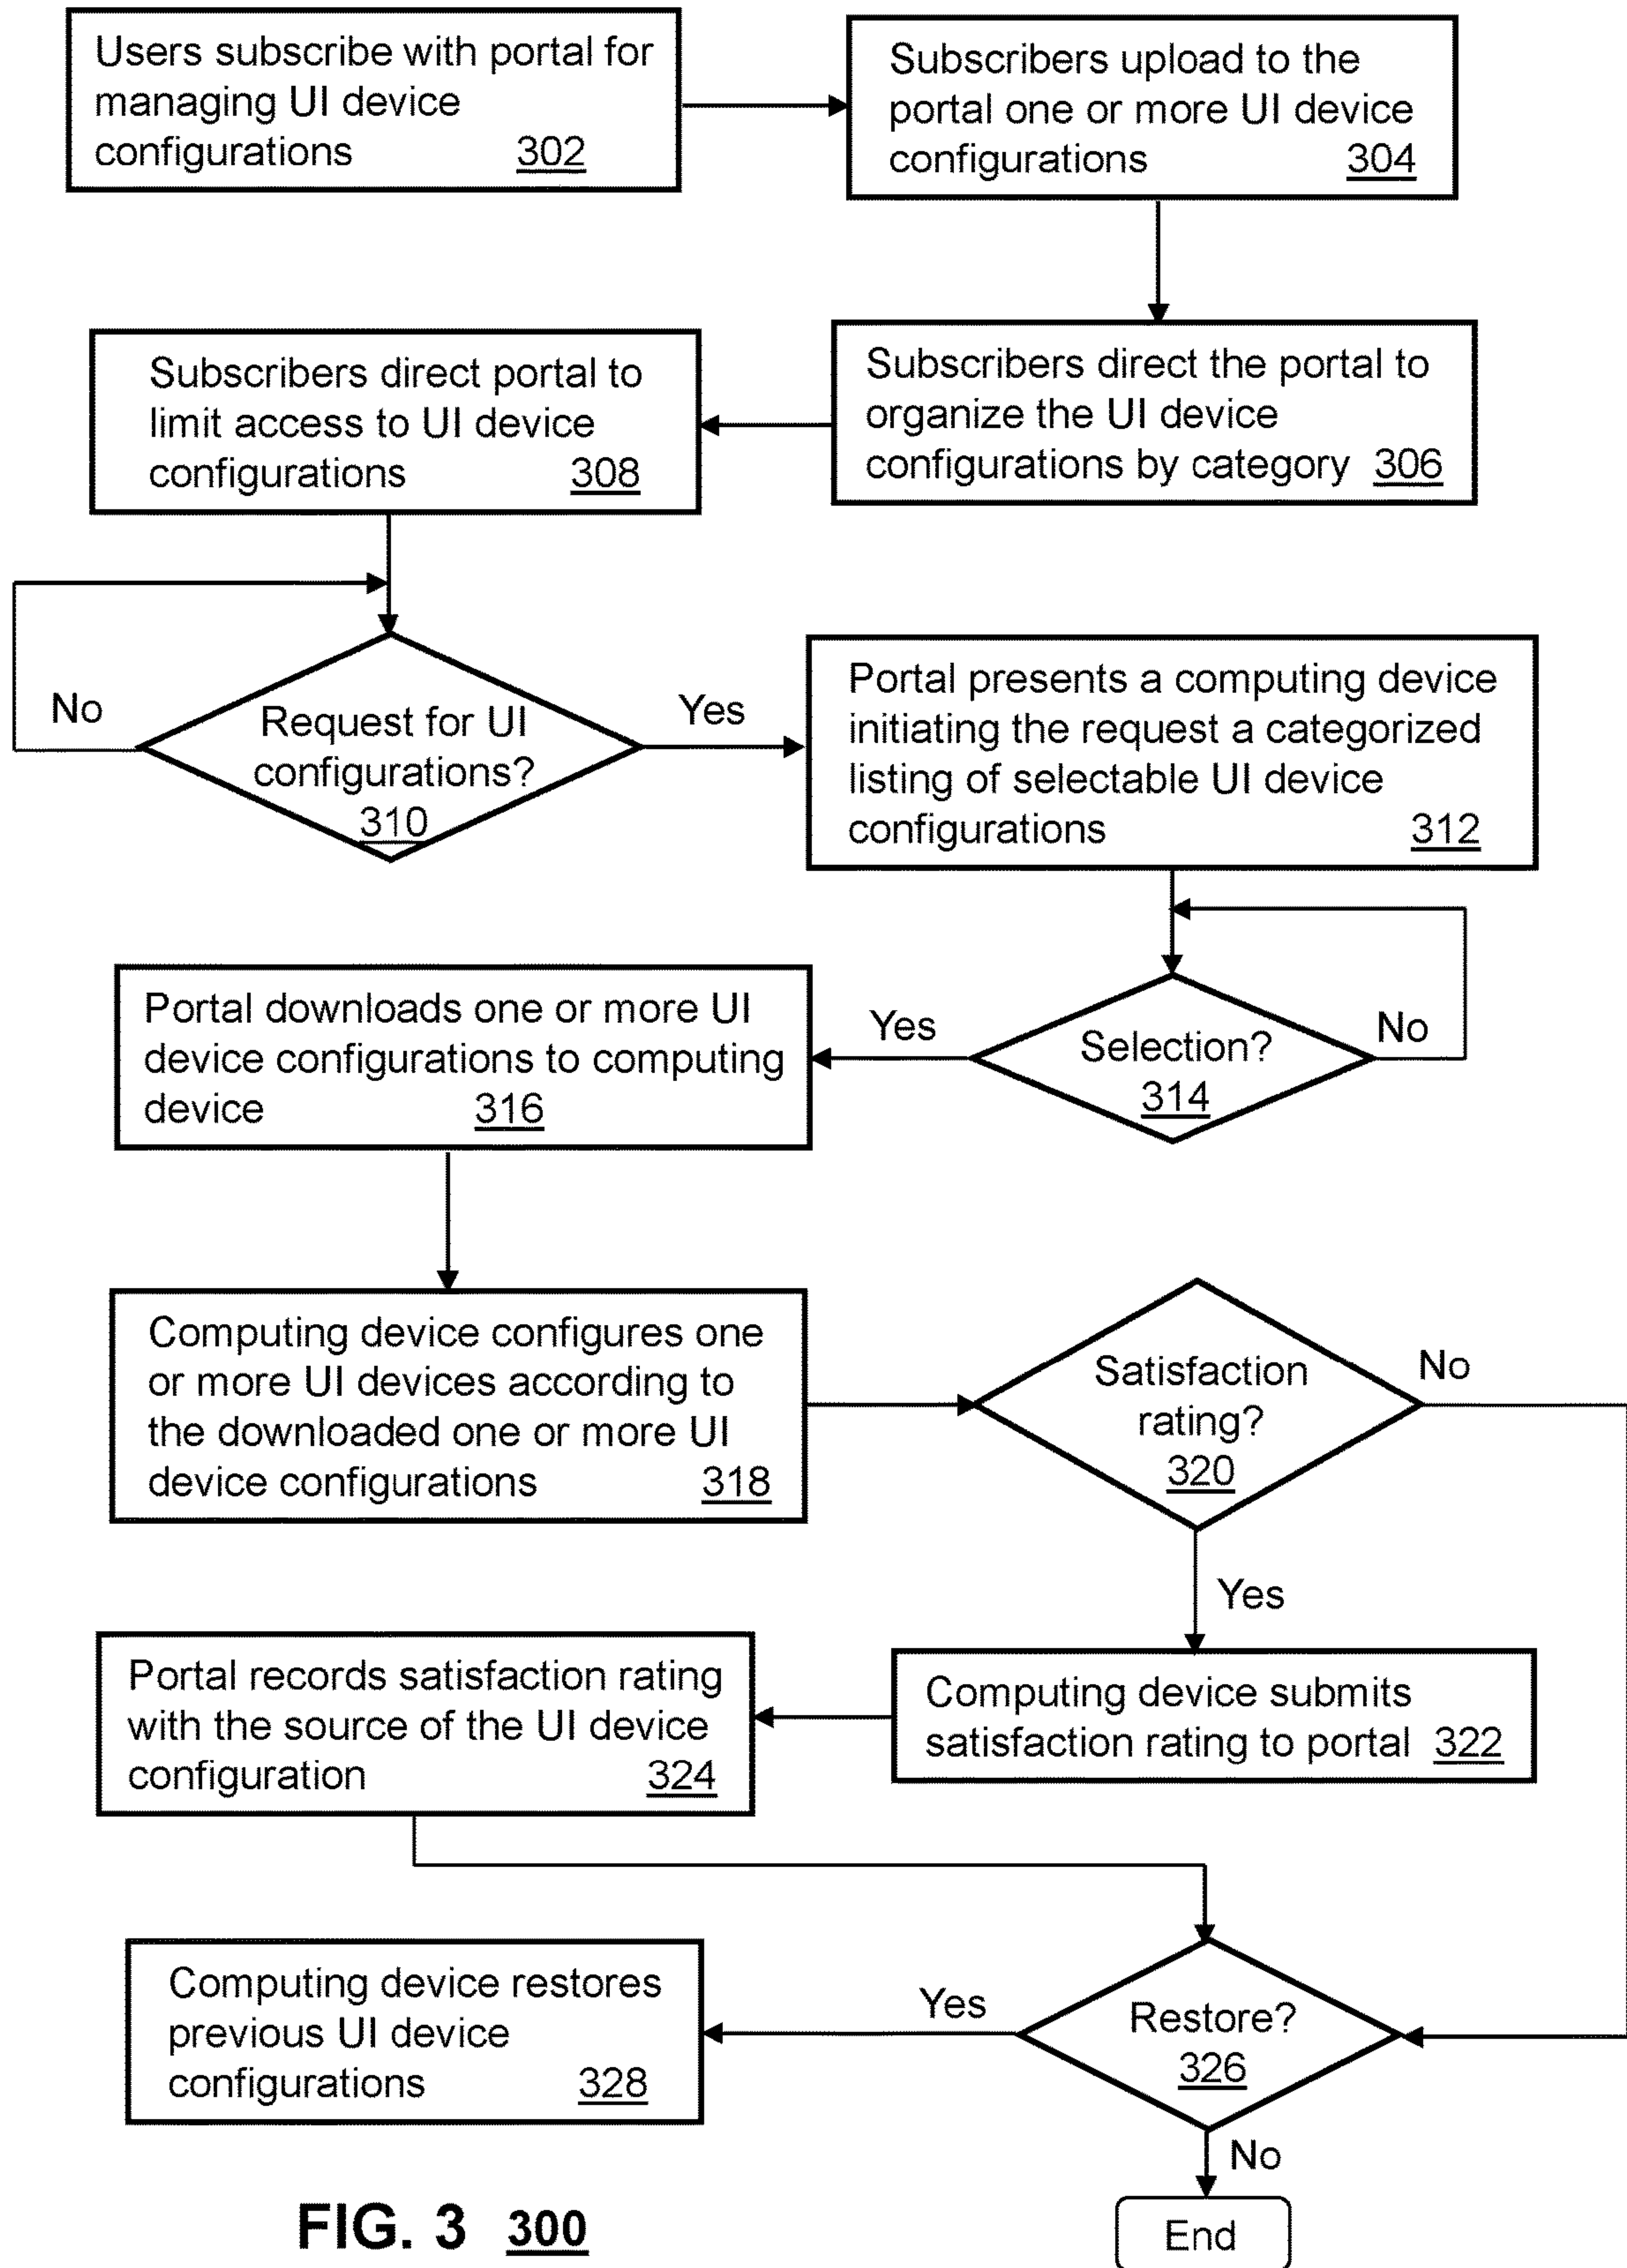 Users subscribe with portal for
managing UI device
configurations 302
Subscribers upload to the
portal one or more UI device
configurations 304
Subscribers direct the portal to
organize the UI device
configurations by category 306
Subscribers direct portal to
limit access to UI device
configurations 308
No
Request for UI
configurations?
310
Yes
Portal presents a computing device
initiating the request a categorized
listing of selectable UI device
configurations 312
Selection?
314
No
Yes
Portal downloads one or more UI
device configurations to computing
device 316
Computing device configures one
or more UI devices according to
the downloaded one or more UI
device configurations 318
Satisfaction
rating?
320
No
Yes
Computing device submits
satisfaction rating to portal 322
Portal records satisfaction rating
with the source of the UI device
configuration 324
Restore?
326
Yes
Computing device restores
previous UI device
configurations 328
No
End
FIG. 3 300